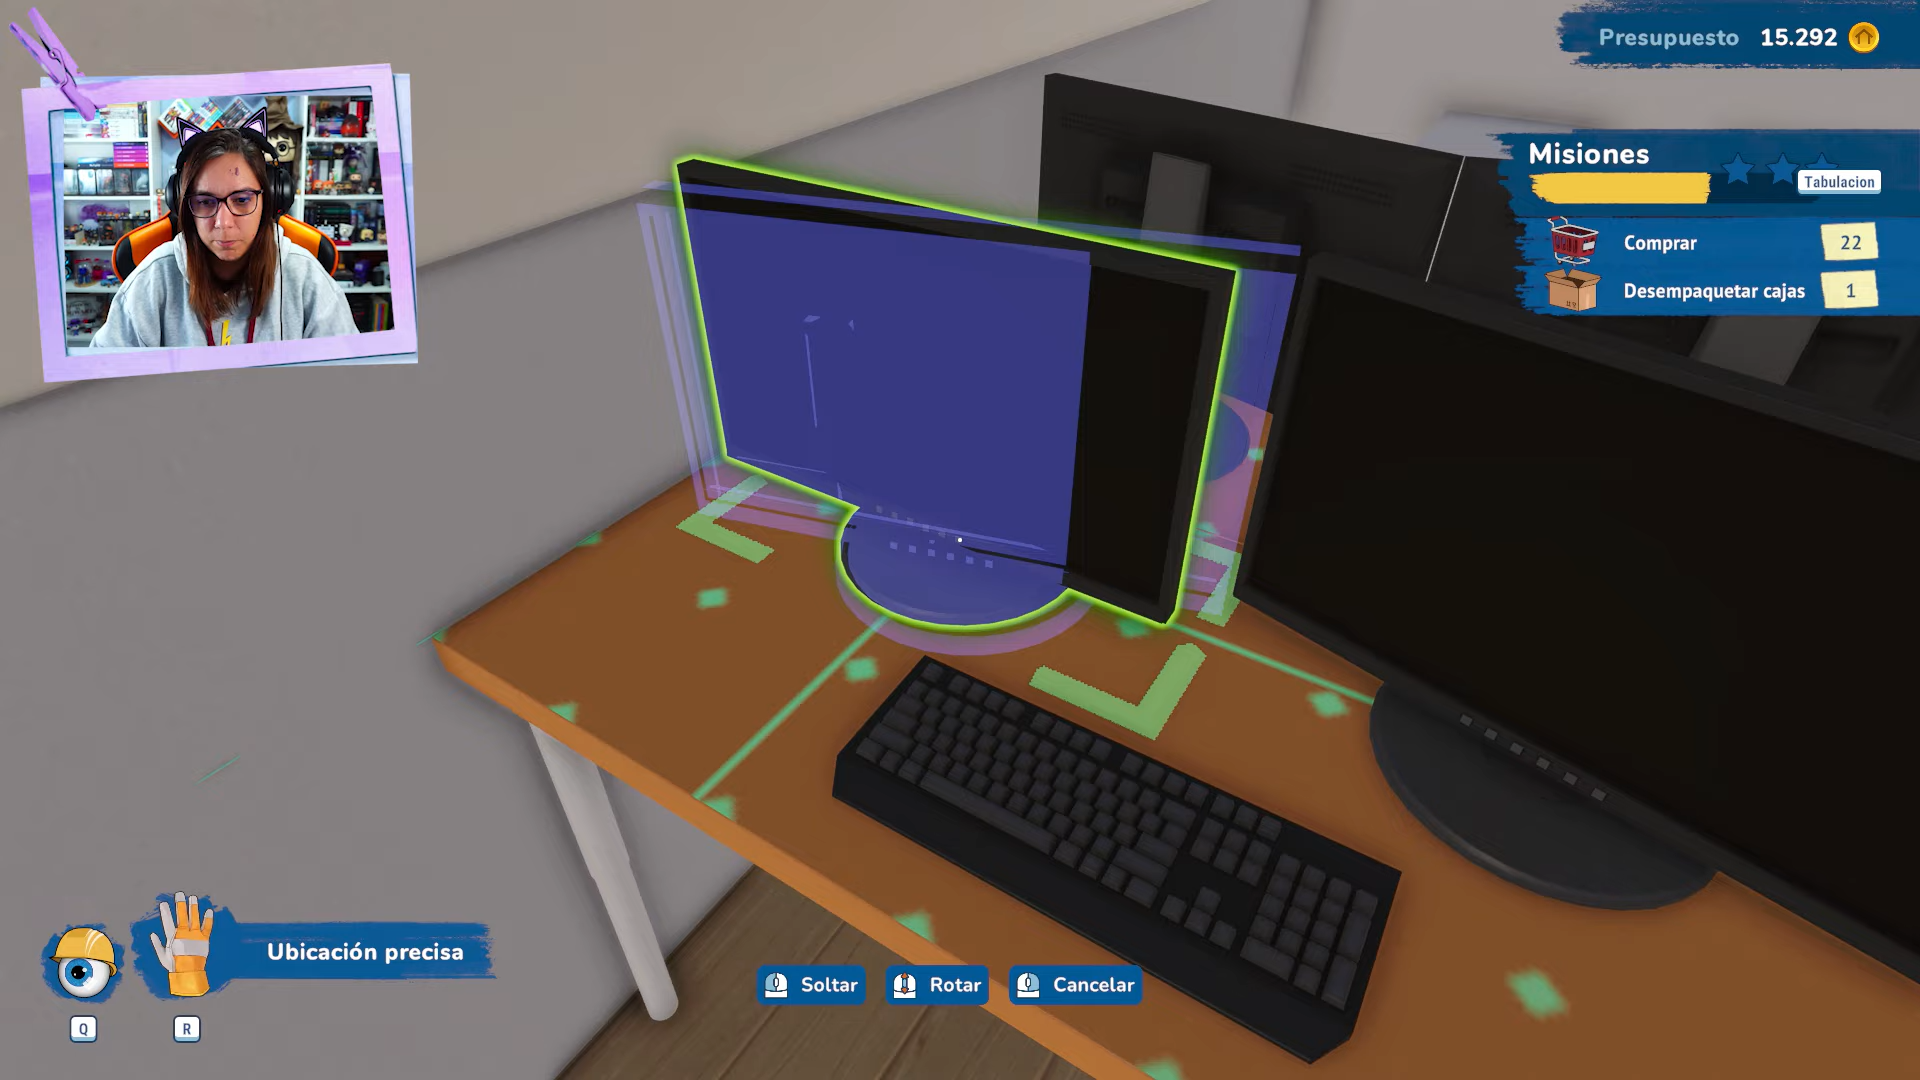 Presupuesto 15.292
Misiones
Tabulacion
Comprar 22
Desempaquetar cajas 1
Ubicación precisa
Soltar
Rotar
Cancelar
Q
R